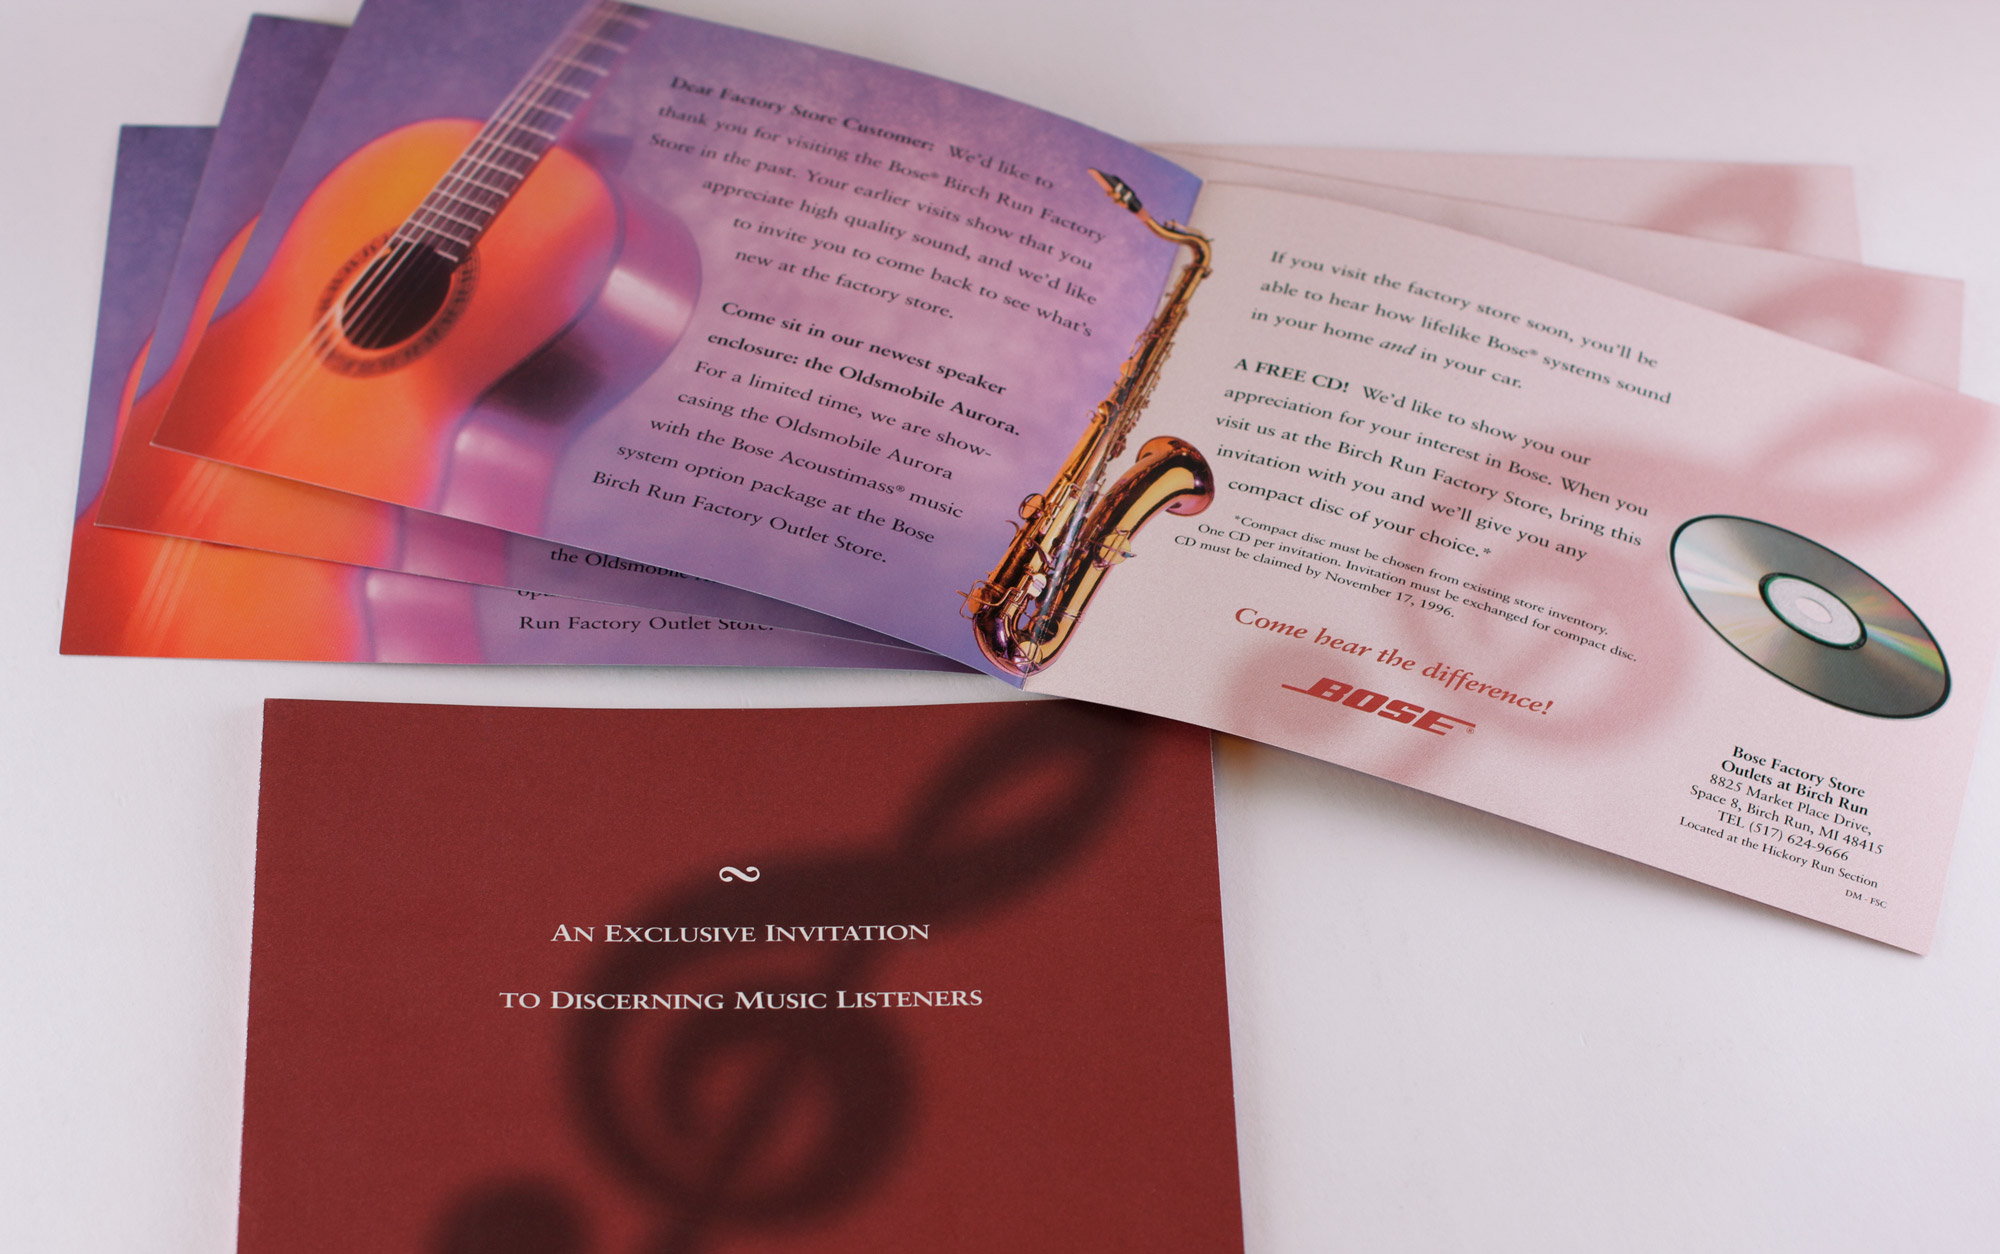 Dear Factory Store Customer: We'd like to
thank you for visiting the Bose® Birch Run Factory
Store in the past. Your earlier visits show that you
appreciate high quality sound, and we'd like
to invite you to come back to see what's
new at the factory store.
Come sit in our newest speaker
enclosure: the Oldsmobile Aurora.
For a limited time, we are show-
casing the Oldsmobile Aurora
with the Bose Acoustimass® music
system option package at the Bose
Birch Run Factory Outlet Store.
the Oldsmobile
Run Factory Outlet Store.
If you visit the factory store soon, you'll be
able to hear how lifelike Bose® systems sound
in your home and in your car.
A FREE CD! We'd like to show you our
appreciation for your interest in Bose. When you
visit us at the Birch Run Factory Store, bring this
invitation with you and we'll give you any
compact disc of your choice.*
*Compact disc must be chosen from existing store inventory.
One CD per invitation. Invitation must be exchanged for compact disc.
CD must be claimed by November 17, 1996.
Come hear the difference!
BOSE®
Bose Factory Store
Outlets at Birch Run
8825 Market Place Drive,
Space 8, Birch Run, MI 48415
TEL (517) 624-9666
Located at the Hickory Run Section
DM - FSC
AN EXCLUSIVE INVITATION
TO DISCERNING MUSIC LISTENERS